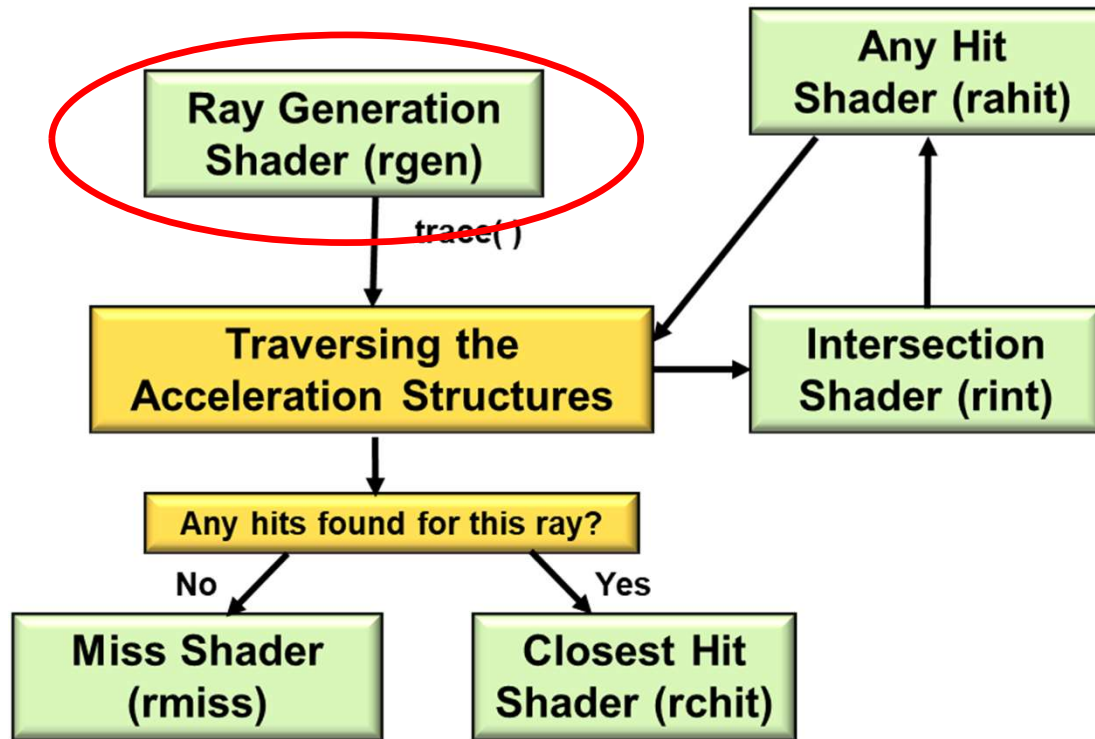 Ray Generation
Shader (rgen)
trace( )
Any Hit
Shader (rahit)
Traversing the
Acceleration Structures
Intersection
Shader (rint)
Any hits found for this ray?
No
Yes
Miss Shader
(rmiss)
Closest Hit
Shader (rchit)